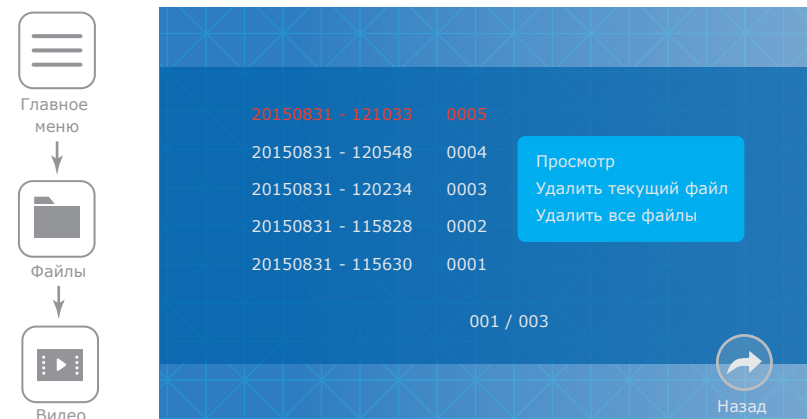 Главное
меню
Файлы
Видео
20150831 - 121033 0005
20150831 - 120548 0004
20150831 - 120234 0003
20150831 - 115828 0002
20150831 - 115630 0001
Просмотр
Удалить текущий файл
Удалить все файлы
001 / 003
Назад